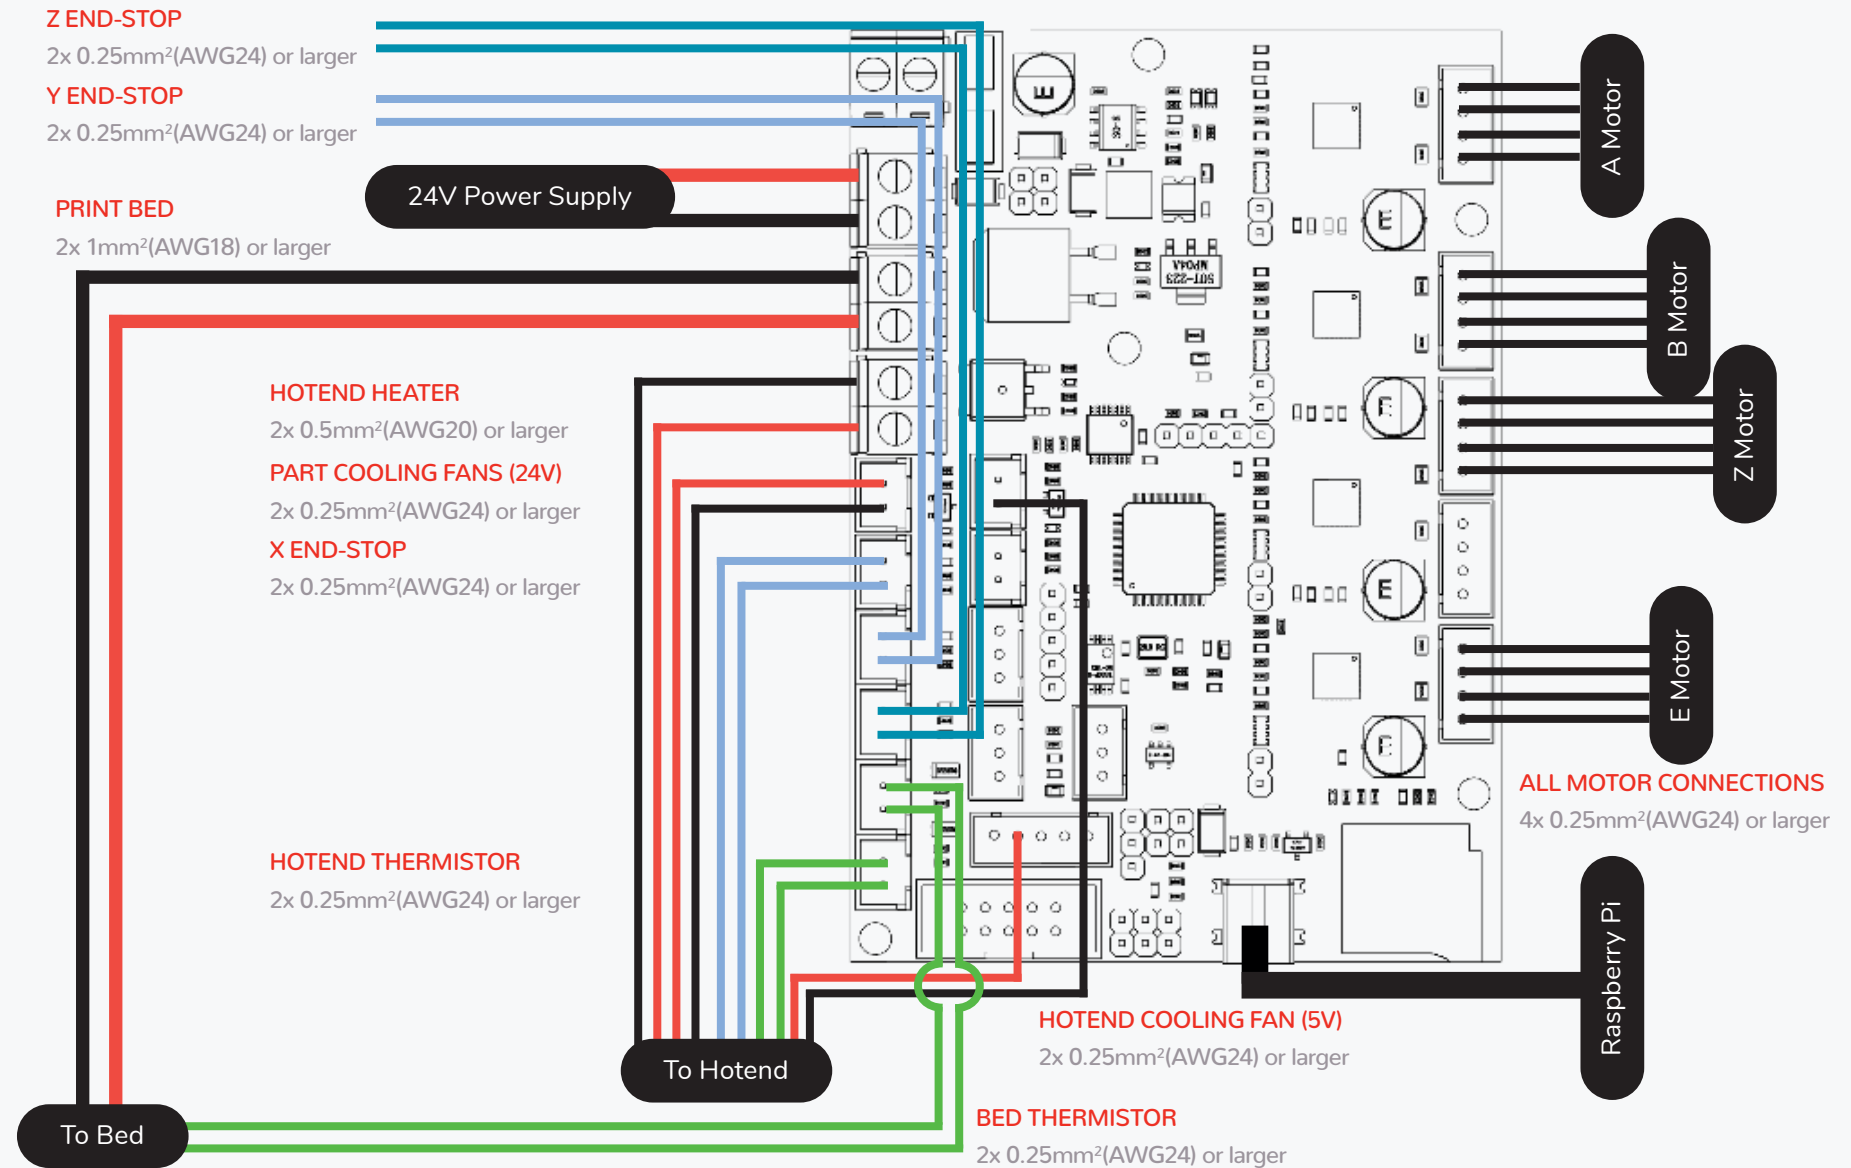 Z END-STOP
2x 0.25mm²(AWG24) or larger
Y END-STOP
2x 0.25mm²(AWG24) or larger
24V Power Supply
PRINT BED
2x 1mm²(AWG18) or larger
HOTEND HEATER
2x 0.5mm²(AWG20) or larger
PART COOLING FANS (24V)
2x 0.25mm²(AWG24) or larger
X END-STOP
2x 0.25mm²(AWG24) or larger
HOTEND THERMISTOR
2x 0.25mm²(AWG24) or larger
To Hotend
To Bed
A Motor
B Motor
Z Motor
E Motor
ALL MOTOR CONNECTIONS
4x 0.25mm²(AWG24) or larger
Raspberry Pi
HOTEND COOLING FAN (5V)
2x 0.25mm²(AWG24) or larger
BED THERMISTOR
2x 0.25mm²(AWG24) or larger
SOT-223
E
E
E
E
E